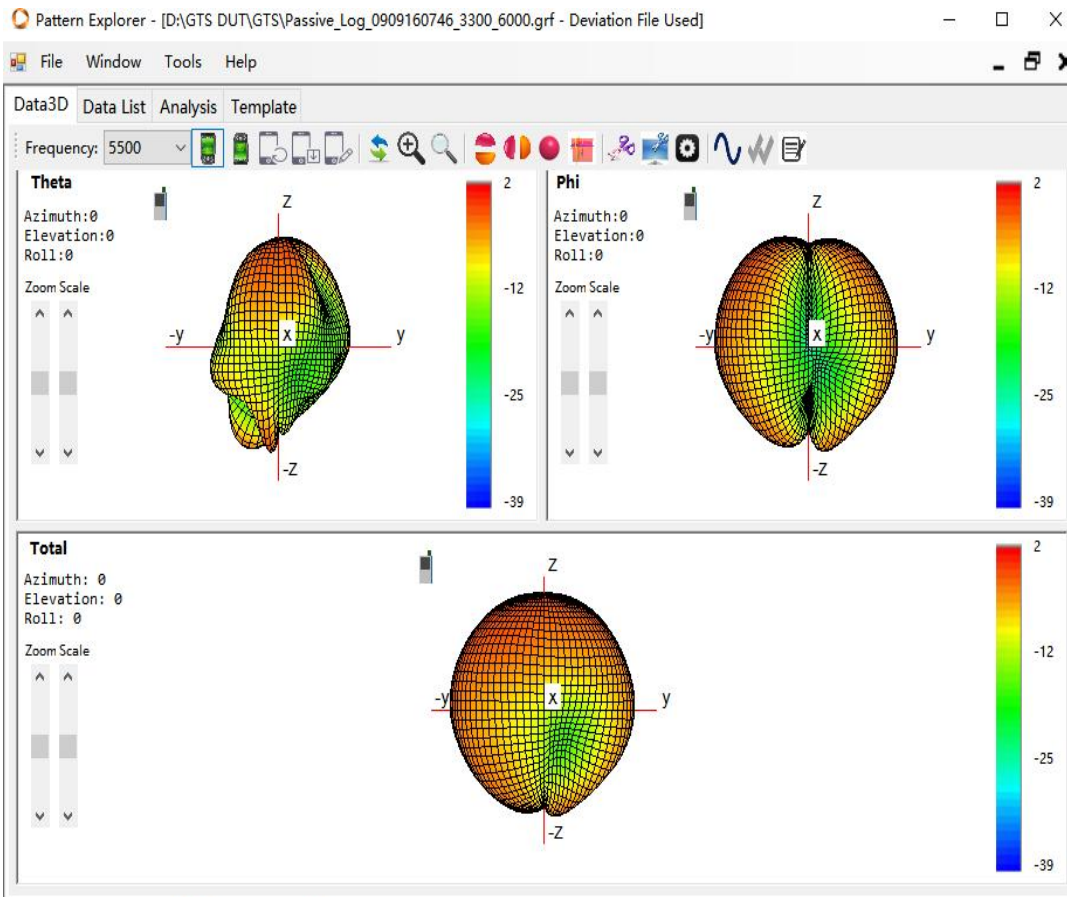 Pattern Explorer - [D:\GTS DUT\GTS\Passive_Log_0909160746_3300_6000.grf - Deviation File Used]
File Window Tools Help
Data3D Data List Analysis Template
Frequency: 5500
Theta
Azimuth:0
Elevation:0
Roll:0
Zoom Scale
Z
-y
X
y
-Z
2
-12
-25
-39
Phi
Azimuth:0
Elevation:0
Roll:0
Zoom Scale
Z
-y
X
y
-Z
2
-12
-25
-39
Total
Azimuth: 0
Elevation: 0
Roll: 0
Zoom Scale
Z
-y
X
y
-Z
2
-12
-25
-39